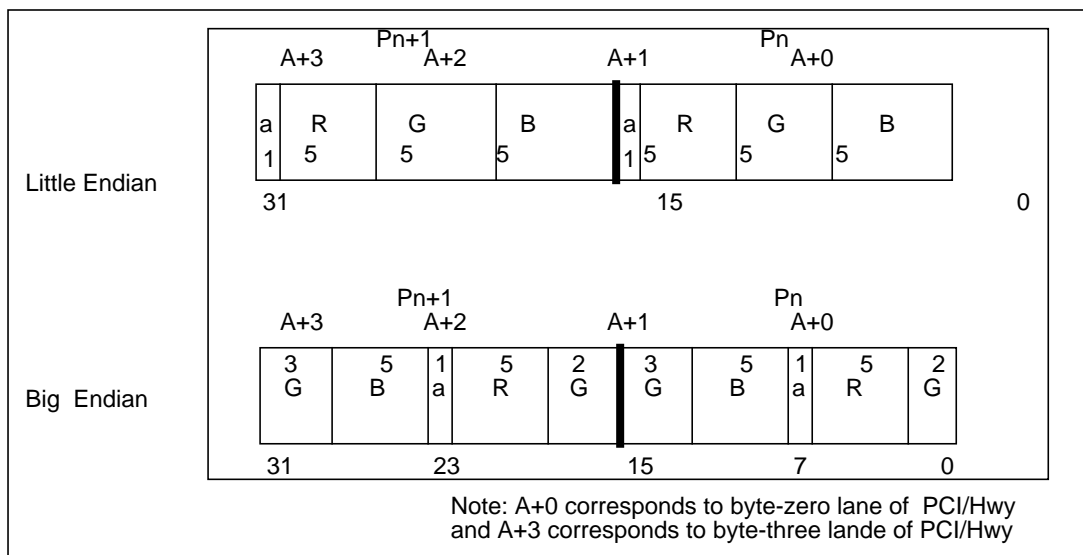 Pn+1 Pn
A+3 A+2 A+1 A+0
a R G B a R G B
1 5 5 5 1 5 5 5
Little Endian
31 15 0
Pn+1 Pn
A+3 A+2 A+1 A+0
3 5 1 5 2 3 5 1 5 2
G B a R G G B a R G
Big Endian
31 23 15 7 0
Note: A+0 corresponds to byte-zero lane of PCI/Hwy
and A+3 corresponds to byte-three lande of PCI/Hwy